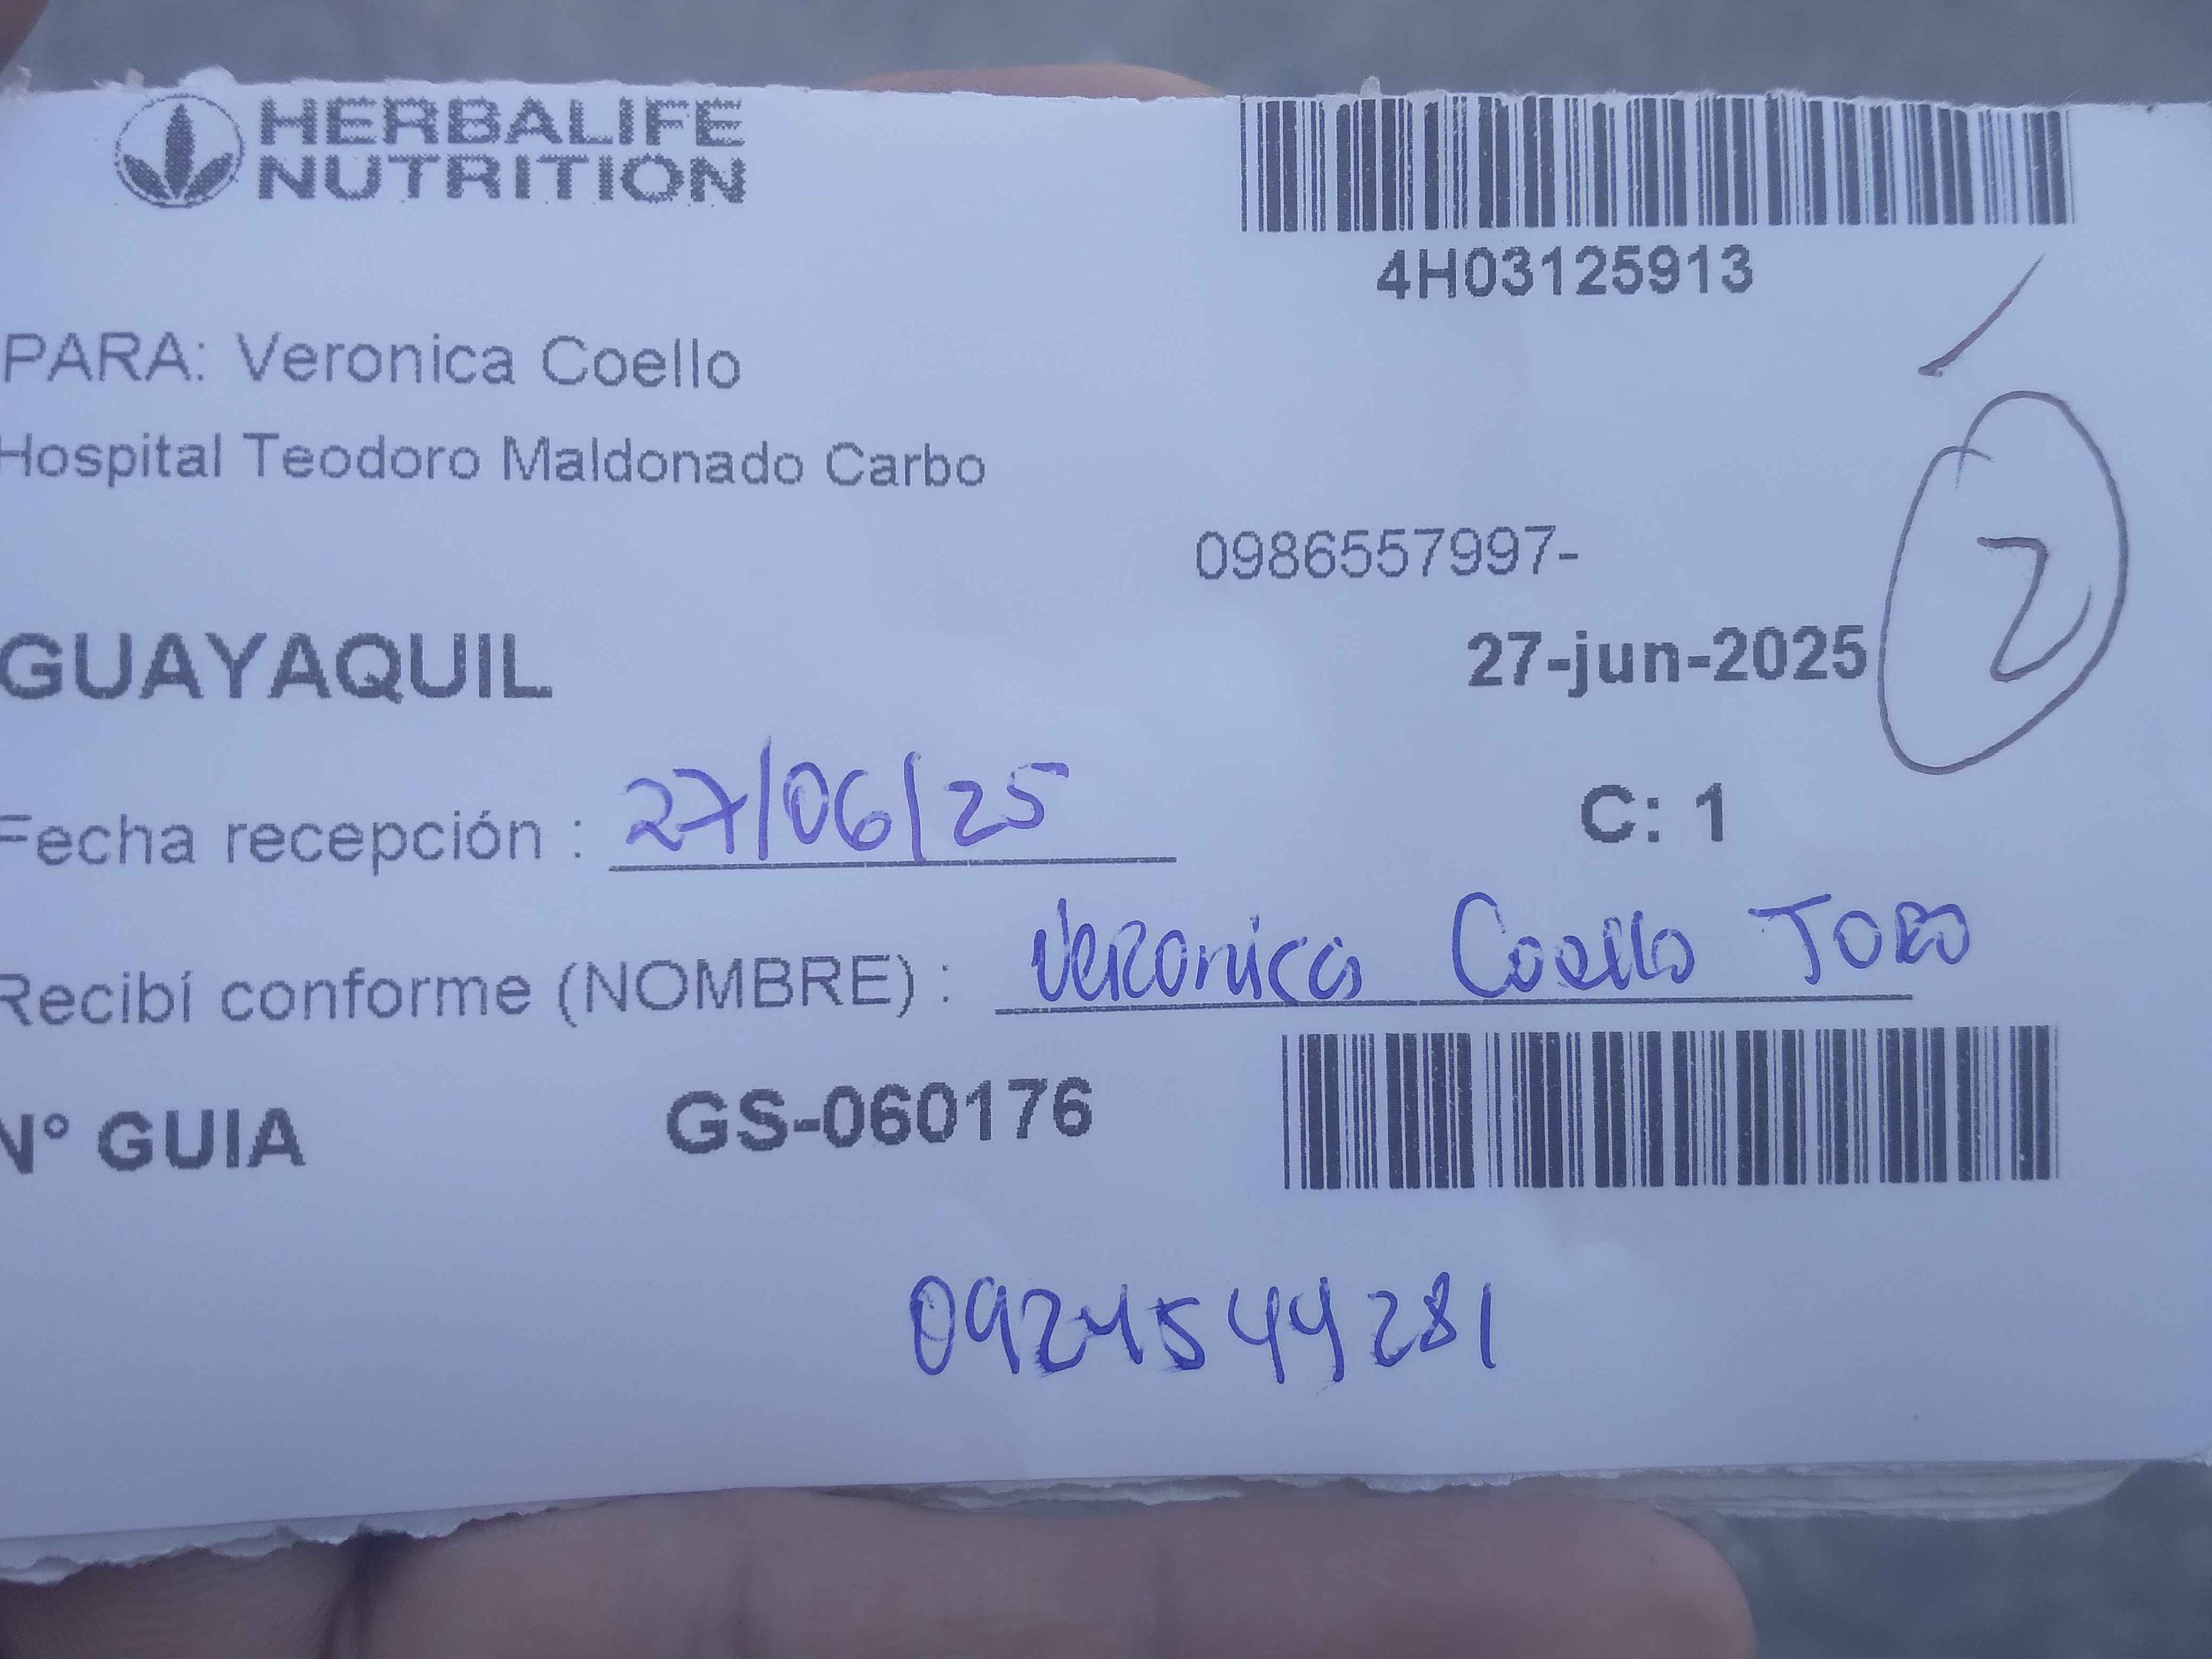 HERBALIFE
NUTRITION
4H03125913
PARA: Veronica Coello
Hospital Teodoro Maldonado Carbo
0986557997-
2
GUAYAQUIL
27-jun-2025
Fecha recepción : 27/06/25
C: 1
Recibí conforme (NOMBRE) : Veronica Coello Toro
N° GUIA GS-060176
0924544281